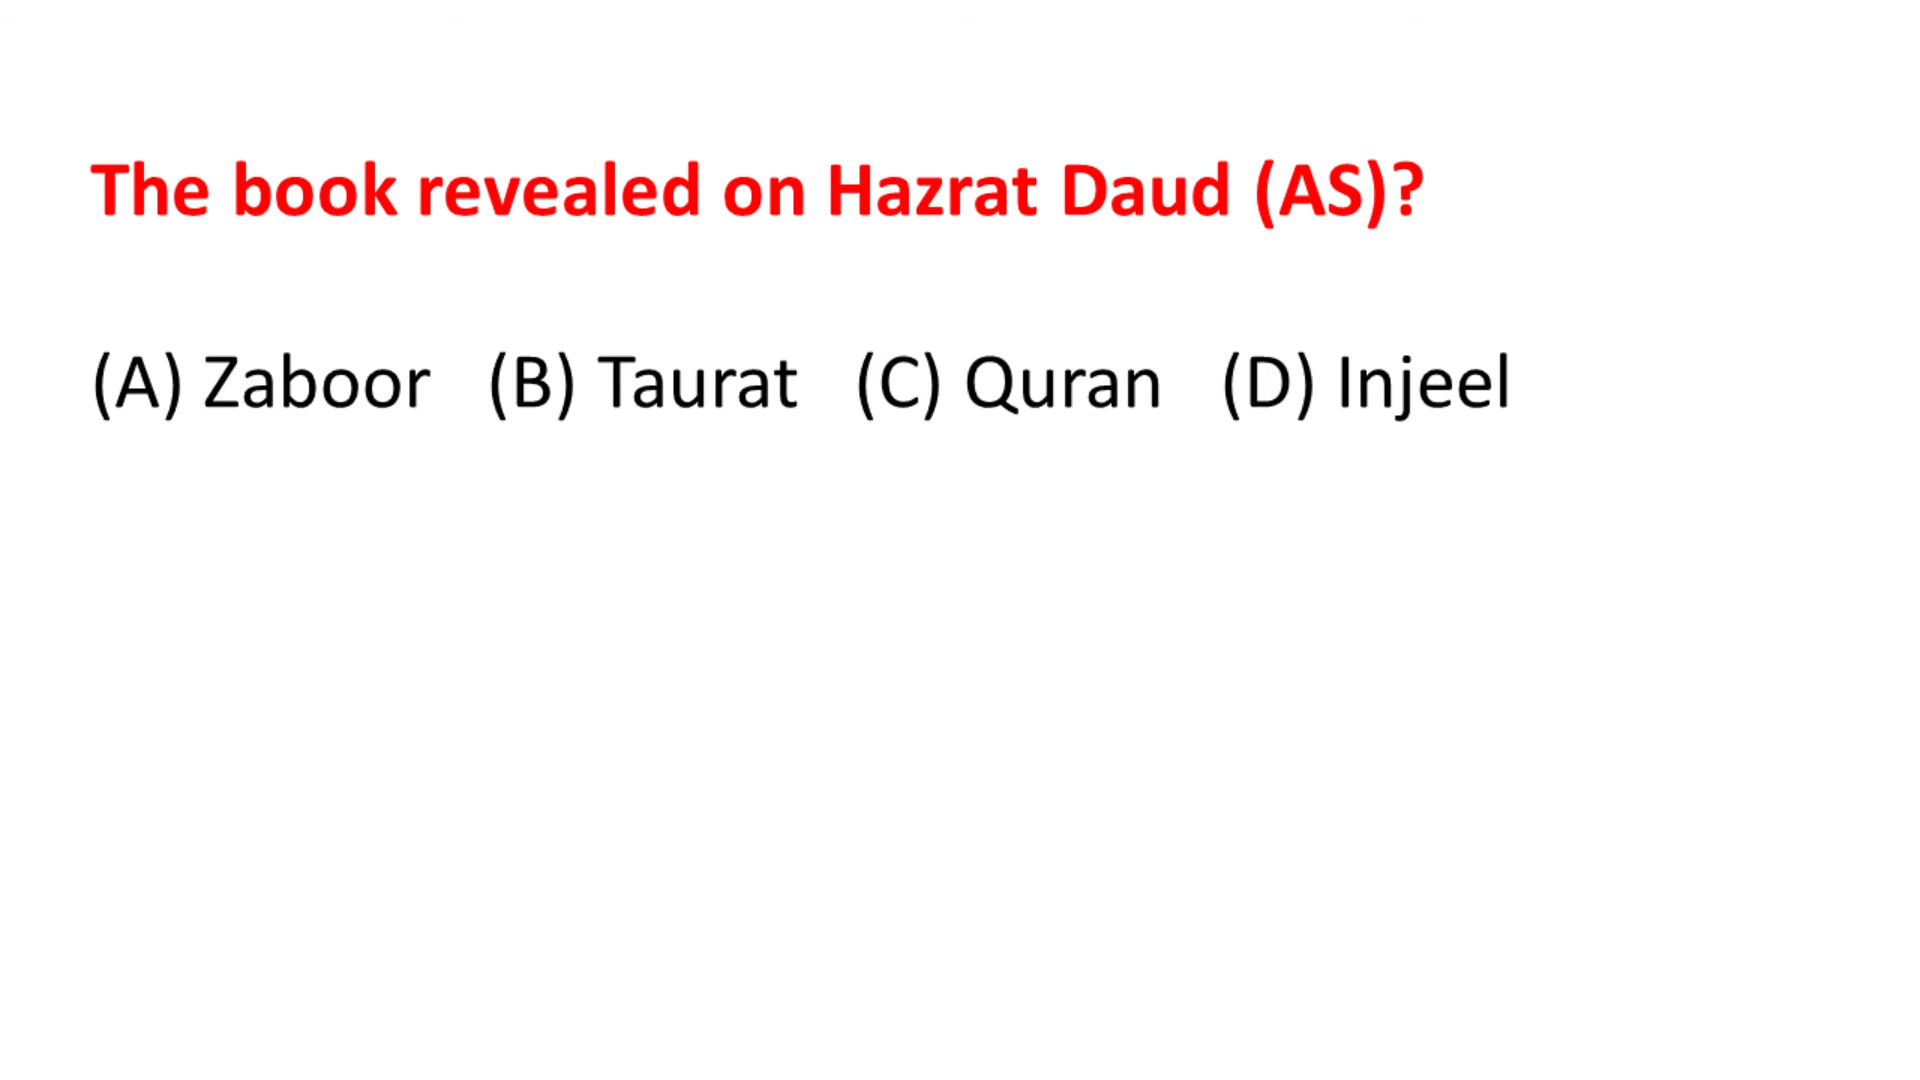 The book revealed on Hazrat Daud (AS)?
(A) Zaboor (B) Taurat (C) Quran (D) Injeel